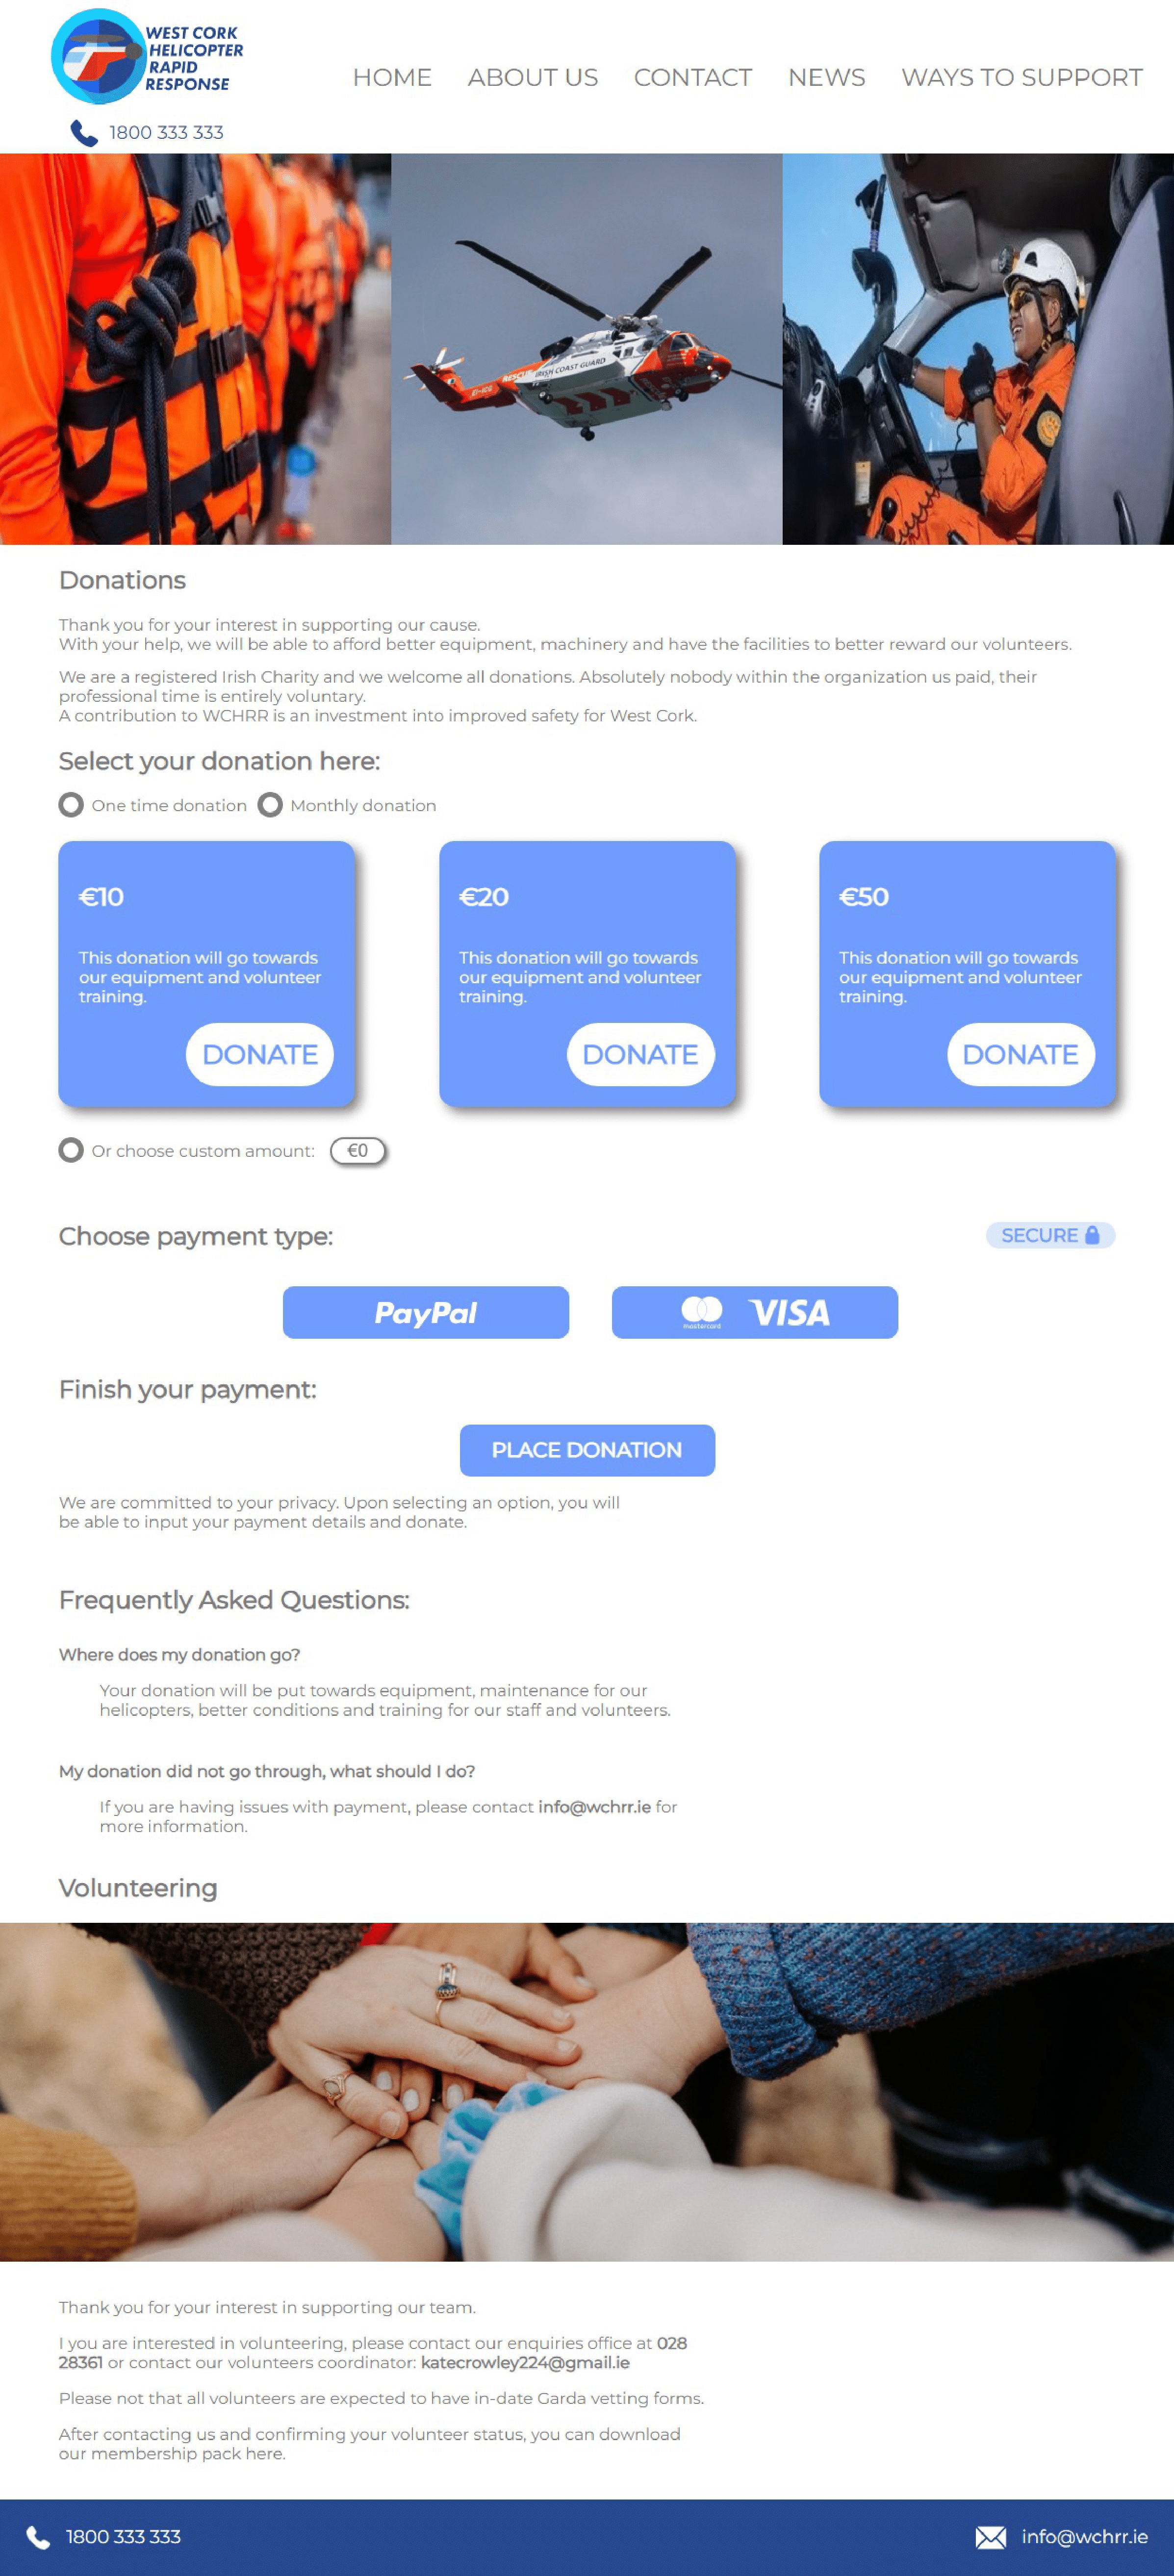 WEST CORK
HELICOPTER
RAPID
RESPONSE
1800 333 333
HOME ABOUT US CONTACT NEWS WAYS TO SUPPORT
RESCUE IRISH COAST GUARD
Donations
Thank you for your interest in supporting our cause.
With your help, we will be able to afford better equipment, machinery and have the facilities to better reward our volunteers.
We are a registered Irish Charity and we welcome all donations. Absolutely nobody within the organization us paid, their
professional time is entirely voluntary.
A contribution to WCHRR is an investment into improved safety for West Cork.
Select your donation here:
One time donation Monthly donation
€10
This donation will go towards
our equipment and volunteer
training.
DONATE
€20
This donation will go towards
our equipment and volunteer
training.
DONATE
€50
This donation will go towards
our equipment and volunteer
training.
DONATE
Or choose custom amount: €0
Choose payment type:
SECURE
PayPal
mastercard VISA
Finish your payment:
PLACE DONATION
We are committed to your privacy. Upon selecting an option, you will
be able to input your payment details and donate.
Frequently Asked Questions:
Where does my donation go?
Your donation will be put towards equipment, maintenance for our
helicopters, better conditions and training for our staff and volunteers.
My donation did not go through, what should I do?
If you are having issues with payment, please contact info@wchrr.ie for
more information.
Volunteering
Thank you for your interest in supporting our team.
I you are interested in volunteering, please contact our enquiries office at 028
28361 or contact our volunteers coordinator: katecrowley224@gmail.ie
Please not that all volunteers are expected to have in-date Garda vetting forms.
After contacting us and confirming your volunteer status, you can download
our membership pack here.
1800 333 333
info@wchrr.ie